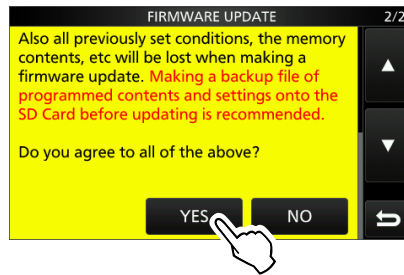 FIRMWARE UPDATE 2/2
Also all previously set conditions, the memory
contents, etc will be lost when making a
firmware update. Making a backup file of
programmed contents and settings onto the
SD Card before updating is recommended.
Do you agree to all of the above?
YES NO